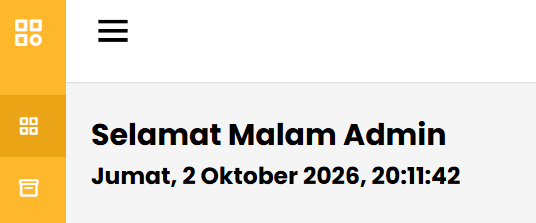 Selamat Malam Admin
Jumat, 2 Oktober 2026, 20:11:42